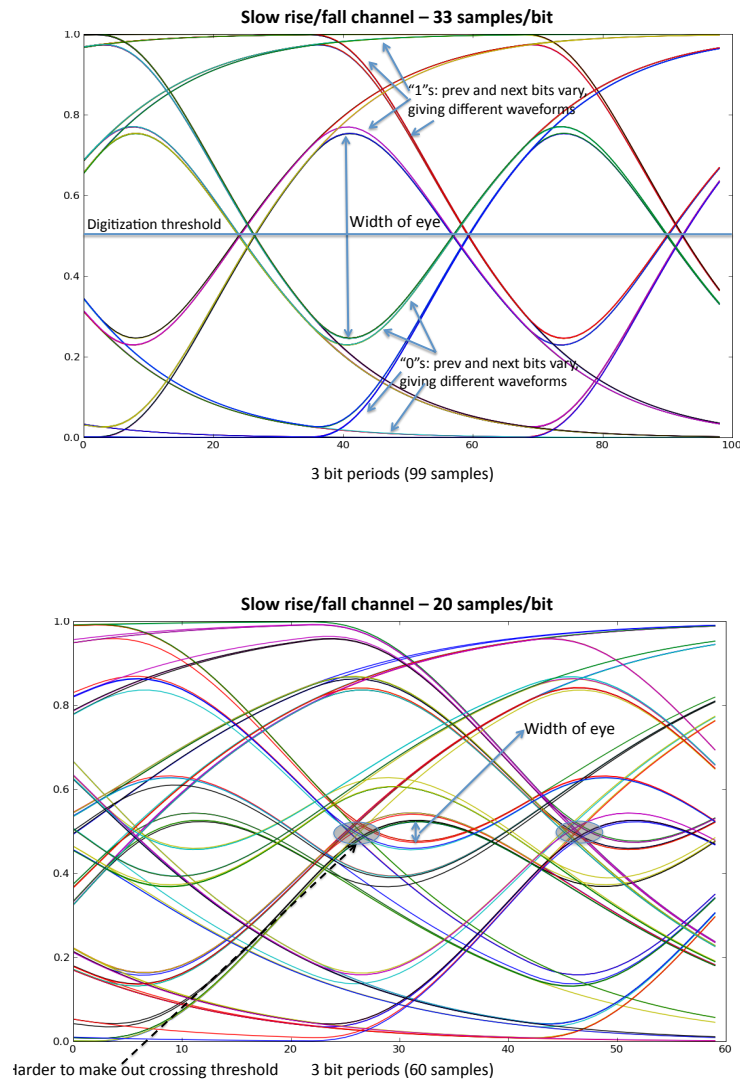 Slow rise/fall channel – 33 samples/bit
1.0
0.8
0.6
0.4
0.2
0.0
“1”s: prev and next bits vary,
giving different waveforms
Digitization threshold
Width of eye
“0”s: prev and next bits vary,
giving different waveforms
0 20 40 60 80 100
3 bit periods (99 samples)
Slow rise/fall channel – 20 samples/bit
1.0
0.8
0.6
0.4
0.2
0.0
Width of eye
0 10 20 30 40 50 60
Harder to make out crossing threshold
3 bit periods (60 samples)